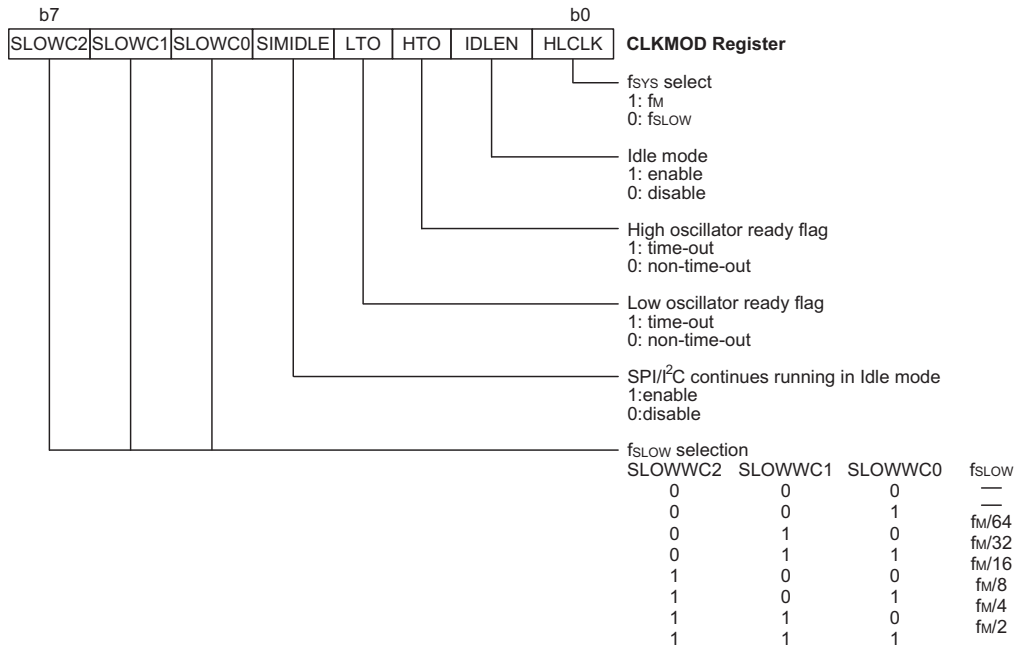 b7 b0
SLOWC2 SLOWC1 SLOWC0 SIMIDLE LTO HTO IDLEN HLCLK CLKMOD Register
fSYS select
1: fM
0: fSLOW
Idle mode
1: enable
0: disable
High oscillator ready flag
1: time-out
0: non-time-out
Low oscillator ready flag
1: time-out
0: non-time-out
SPI/I2C continues running in Idle mode
1:enable
0:disable
fSLOW selection
SLOWWC2 SLOWWC1 SLOWWC0 fSLOW
0 0 0 —
0 0 1 —
0 1 0 fM/64
0 1 1 fM/32
1 0 0 fM/16
1 0 1 fM/8
1 1 0 fM/4
1 1 1 fM/2